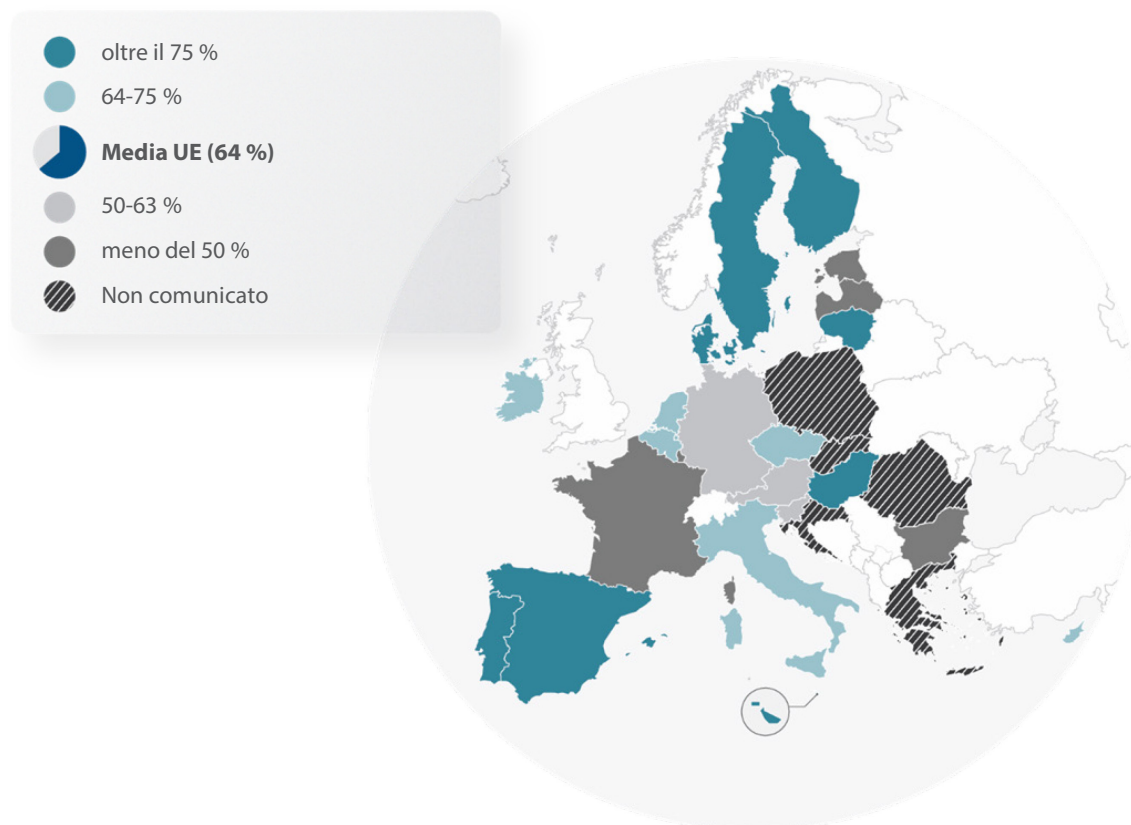 oltre il 75 %
64-75 %
Media UE (64 %)
50-63 %
meno del 50 %
Non comunicato